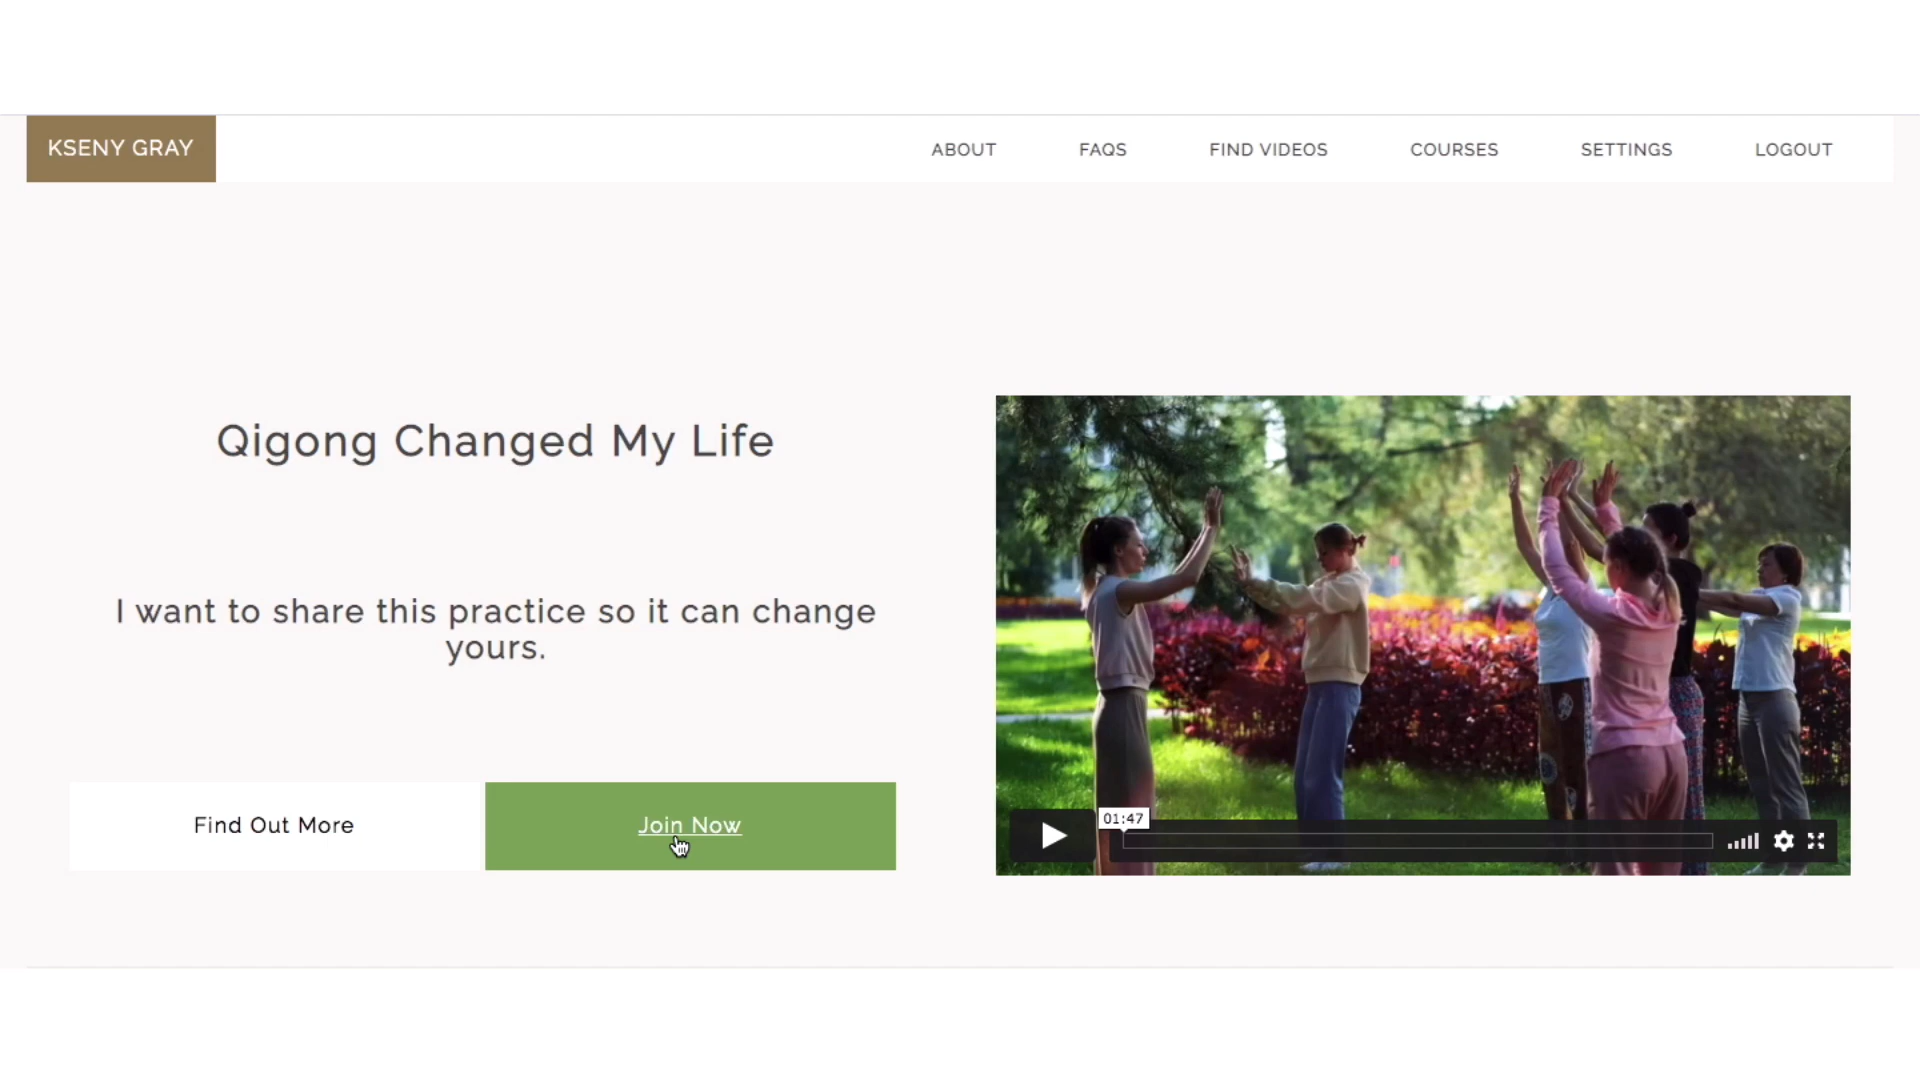 KSENY GRAY
ABOUT
FAQS
FIND VIDEOS
COURSES
SETTINGS
LOGOUT
Qigong Changed My Life
I want to share this practice so it can change
yours.
Find Out More
Join Now
01:47